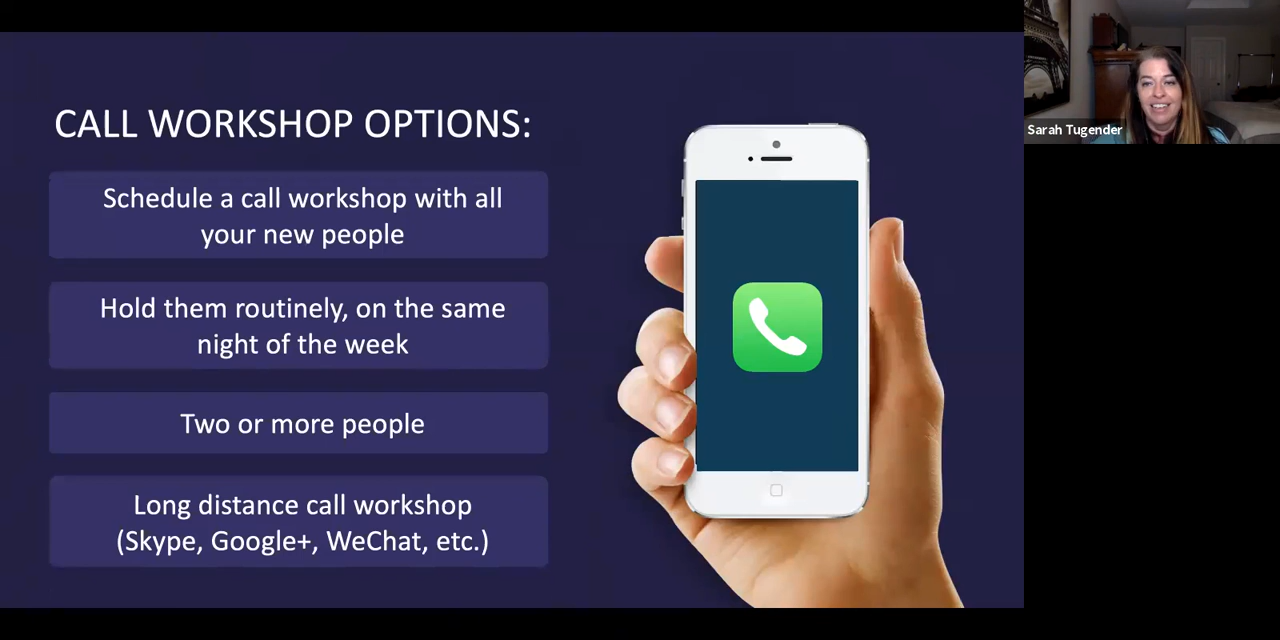 CALL WORKSHOP OPTIONS:
Schedule a call workshop with all
your new people
Hold them routinely, on the same
night of the week
Two or more people
Long distance call workshop
(Skype, Google+, WeChat, etc.)
Sarah Tugender